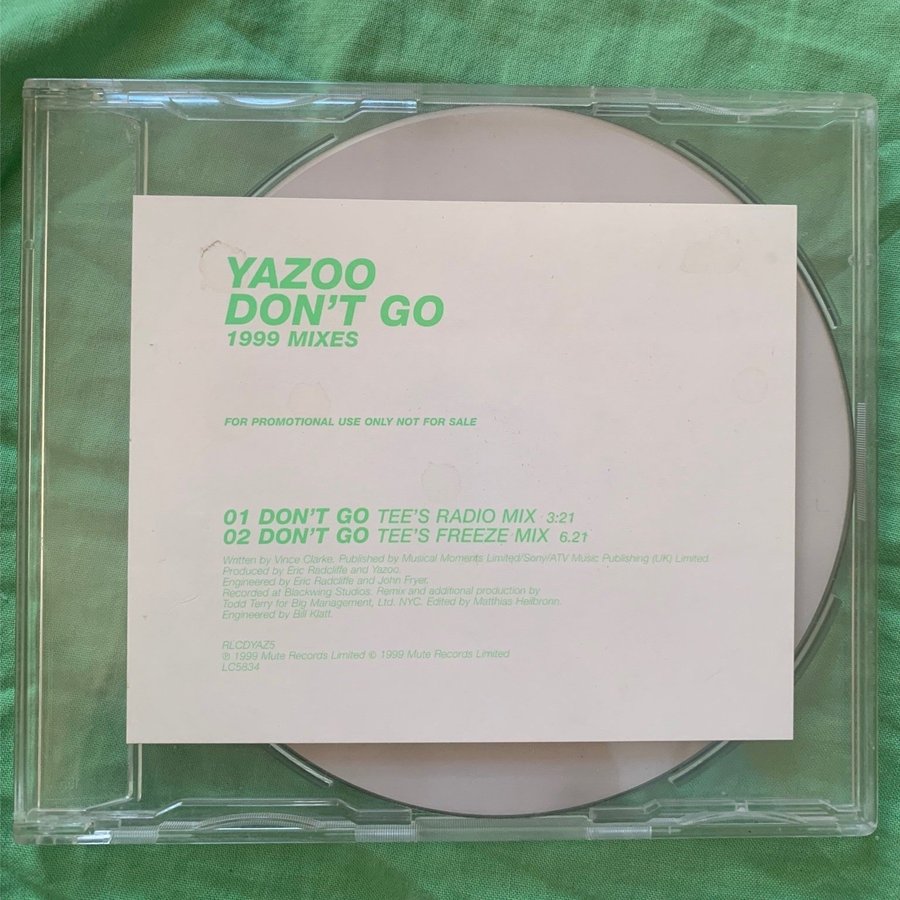 YAZOO
DON'T GO
1999 MIXES
FOR PROMOTIONAL USE ONLY NOT FOR SALE
01 DON'T GO TEE'S RADIO MIX 3:21
02 DON'T GO TEE'S FREEZE MIX 6.21
Written by Vince Clarke. Published by Musical Moments Limited/Sony/ATV Music Publishing (UK) Limited.
Produced by Eric Radcliffe and Yazoo.
Engineered by Eric Radcliffe and John Fryer.
Recorded at Blackwing Studios. Remix and additional production by
Todd Terry for Big Management, Ltd. NYC. Edited by Matthias Heilbronn.
Engineered by Bill Klatt.
RLCDYAZ5
℗ 1999 Mute Records Limited © 1999 Mute Records Limited
LC5834